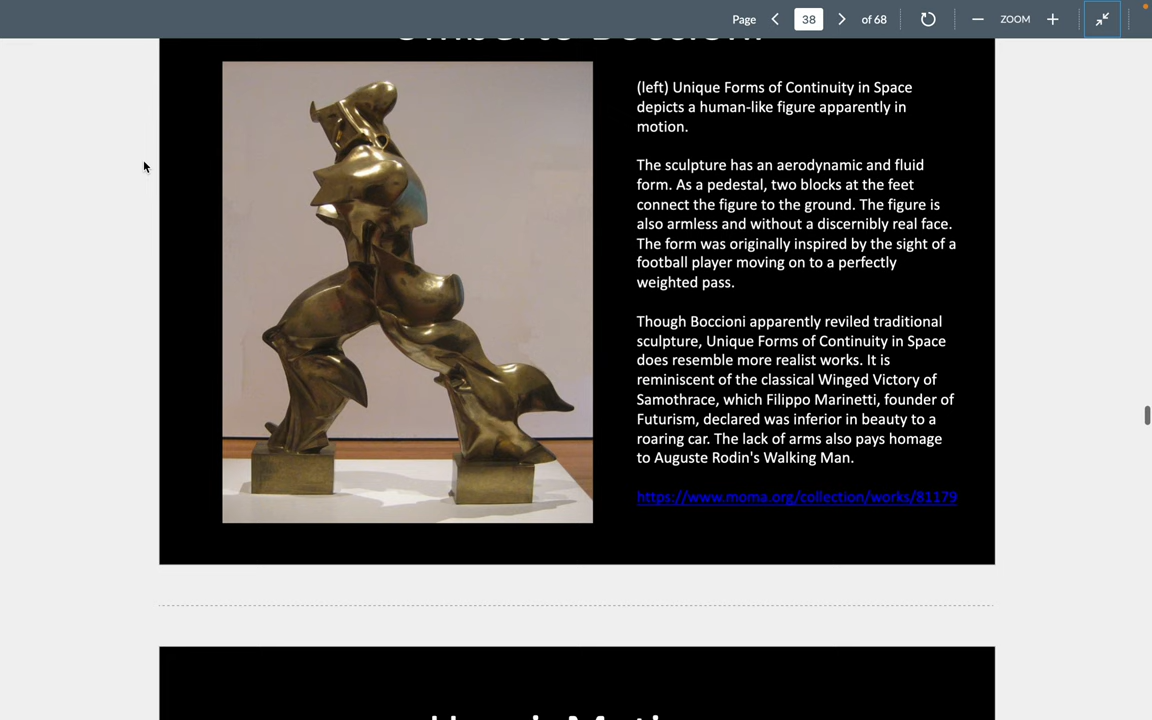 Page 38 of 68 ZOOM
Umberto Boccioni
(left) Unique Forms of Continuity in Space
depicts a human-like figure apparently in
motion.
The sculpture has an aerodynamic and fluid
form. As a pedestal, two blocks at the feet
connect the figure to the ground. The figure is
also armless and without a discernibly real face.
The form was originally inspired by the sight of a
football player moving on to a perfectly
weighted pass.
Though Boccioni apparently reviled traditional
sculpture, Unique Forms of Continuity in Space
does resemble more realist works. It is
reminiscent of the classical Winged Victory of
Samothrace, which Filippo Marinetti, founder of
Futurism, declared was inferior in beauty to a
roaring car. The lack of arms also pays homage
to Auguste Rodin's Walking Man.
https://www.moma.org/collection/works/81179